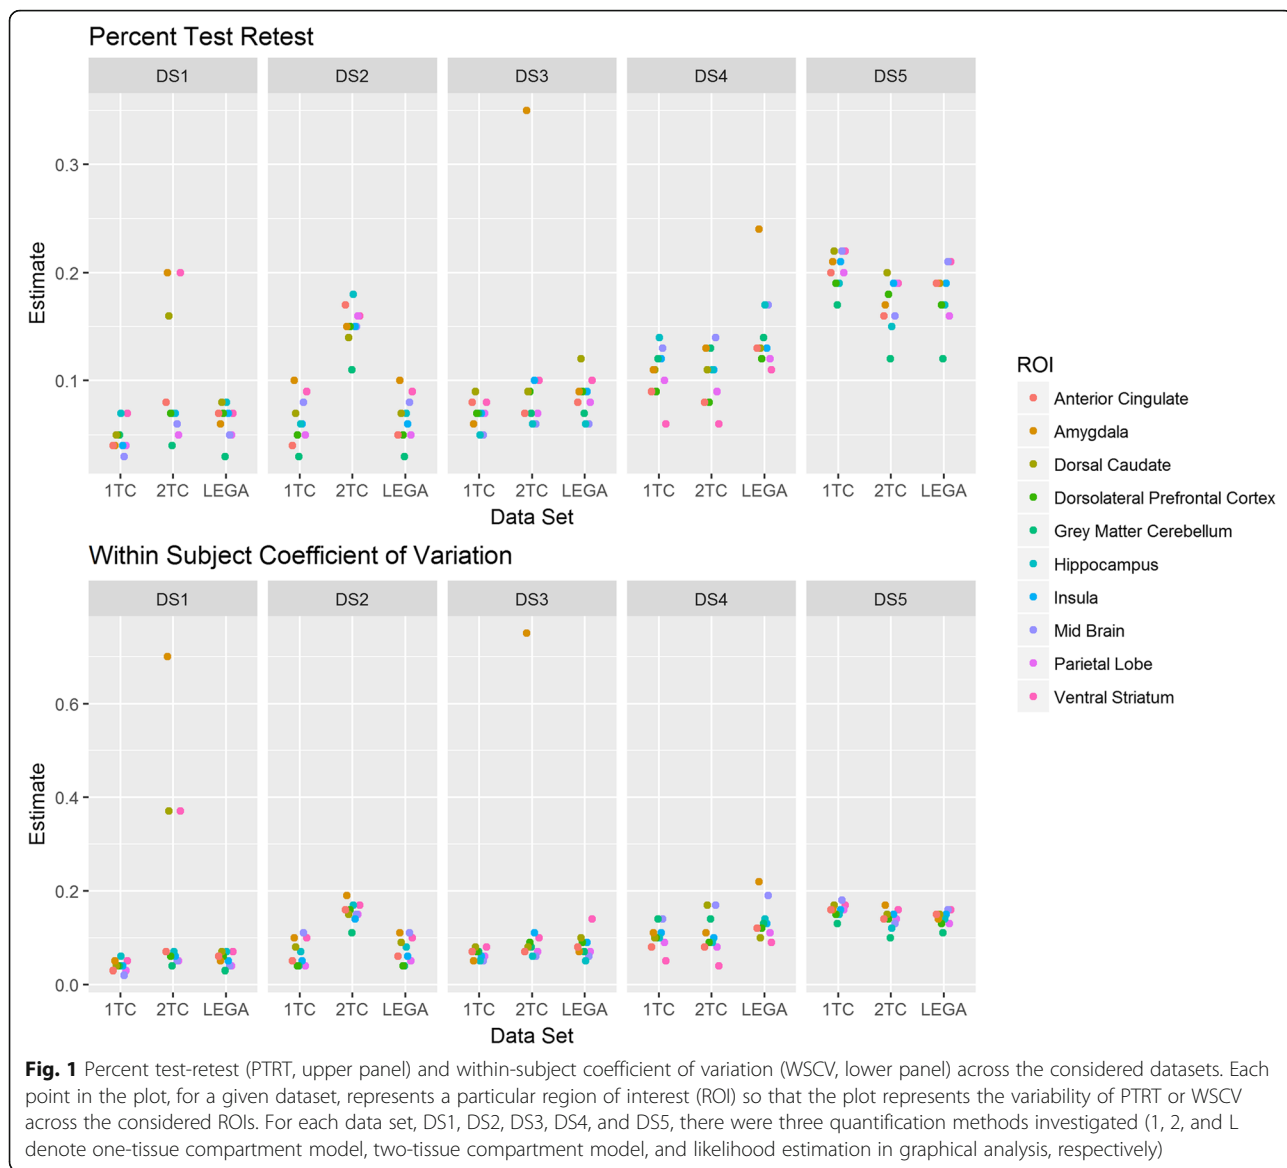 Percent Test Retest
DS1 DS2 DS3 DS4 DS5
0.3
0.2
0.1
Estimate
1TC 2TC LEGA 1TC 2TC LEGA 1TC 2TC LEGA 1TC 2TC LEGA 1TC 2TC LEGA
Data Set
Within Subject Coefficient of Variation
DS1 DS2 DS3 DS4 DS5
0.6
0.4
0.2
0.0
Estimate
1TC 2TC LEGA 1TC 2TC LEGA 1TC 2TC LEGA 1TC 2TC LEGA 1TC 2TC LEGA
Data Set
ROI
Anterior Cingulate
Amygdala
Dorsal Caudate
Dorsolateral Prefrontal Cortex
Grey Matter Cerebellum
Hippocampus
Insula
Mid Brain
Parietal Lobe
Ventral Striatum
Fig. 1 Percent test-retest (PTRT, upper panel) and within-subject coefficient of variation (WSCV, lower panel) across the considered datasets. Each
point in the plot, for a given dataset, represents a particular region of interest (ROI) so that the plot represents the variability of PTRT or WSCV
across the considered ROIs. For each data set, DS1, DS2, DS3, DS4, and DS5, there were three quantification methods investigated (1, 2, and L
denote one-tissue compartment model, two-tissue compartment model, and likelihood estimation in graphical analysis, respectively)